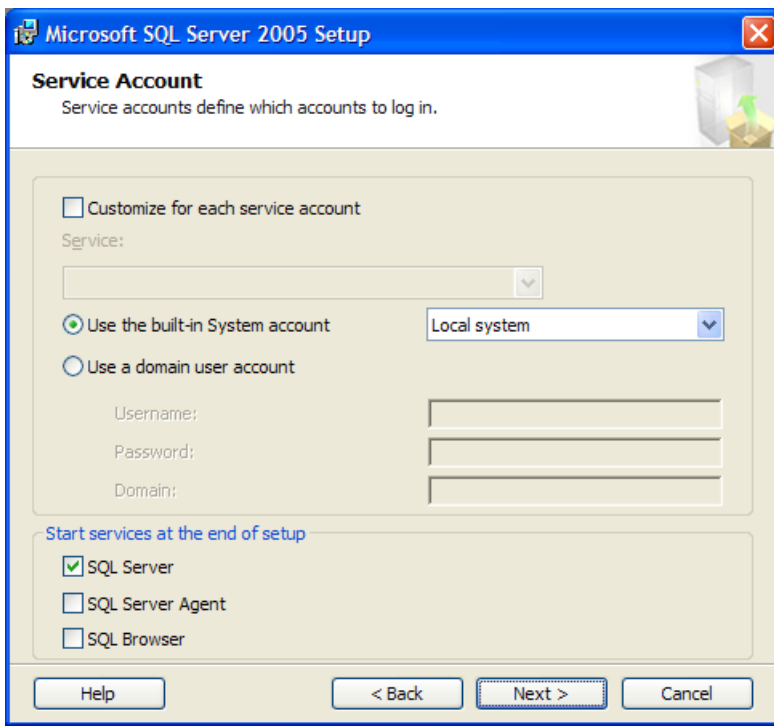 Microsoft SQL Server 2005 Setup
Service Account
Service accounts define which accounts to log in.
Customize for each service account
Service:
Use the built-in System account
Local system
Use a domain user account
Username:
Password:
Domain:
Start services at the end of setup
SQL Server
SQL Server Agent
SQL Browser
Help
< Back
Next >
Cancel